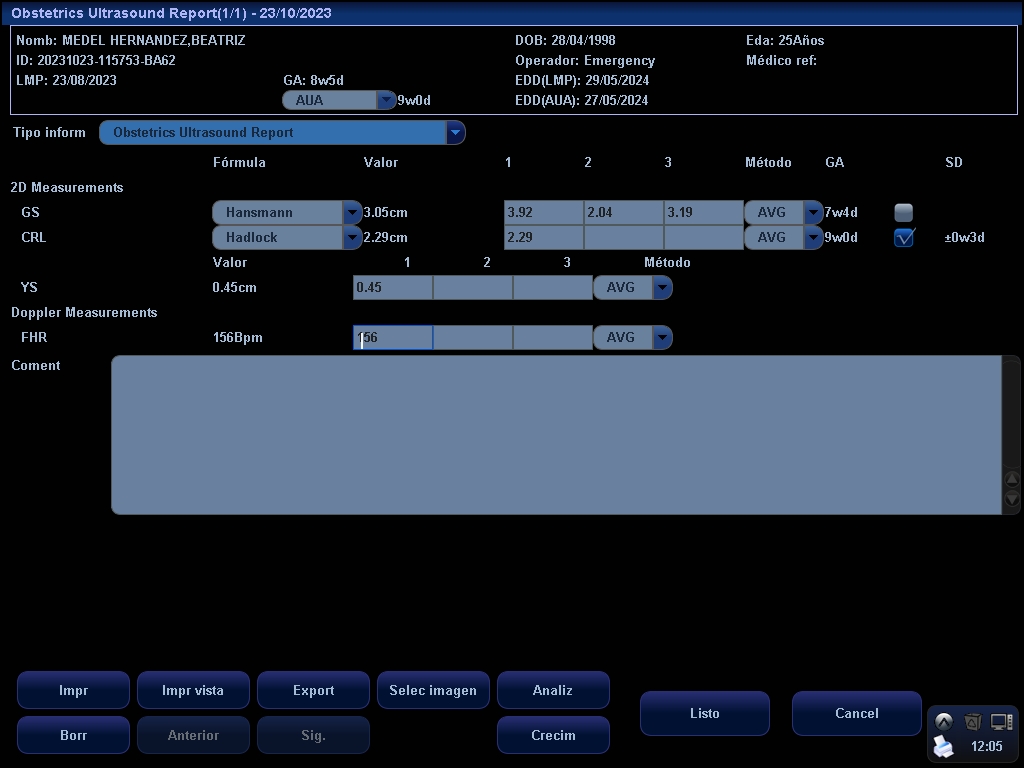 Obstetrics Ultrasound Report(1/1) - 23/10/2023
Nomb: MEDEL HERNANDEZ,BEATRIZ DOB: 28/04/1998 Eda: 25Años
ID: 20231023-115753-BA62 Operador: Emergency Médico ref:
LMP: 23/08/2023 GA: 8w5d EDD(LMP): 29/05/2024
AUA 9w0d EDD(AUA): 27/05/2024
Tipo inform Obstetrics Ultrasound Report
Fórmula Valor 1 2 3 Método GA SD
2D Measurements
GS Hansmann 3.05cm 3.92 2.04 3.19 AVG 7w4d
CRL Hadlock 2.29cm 2.29 AVG 9w0d ±0w3d
Valor 1 2 3 Método
YS 0.45cm 0.45 AVG
Doppler Measurements
FHR 156Bpm 156 AVG
Coment
Impr Impr vista Export Selec imagen Analiz
Listo Cancel
Borr Anterior Sig. Crecim
12:05